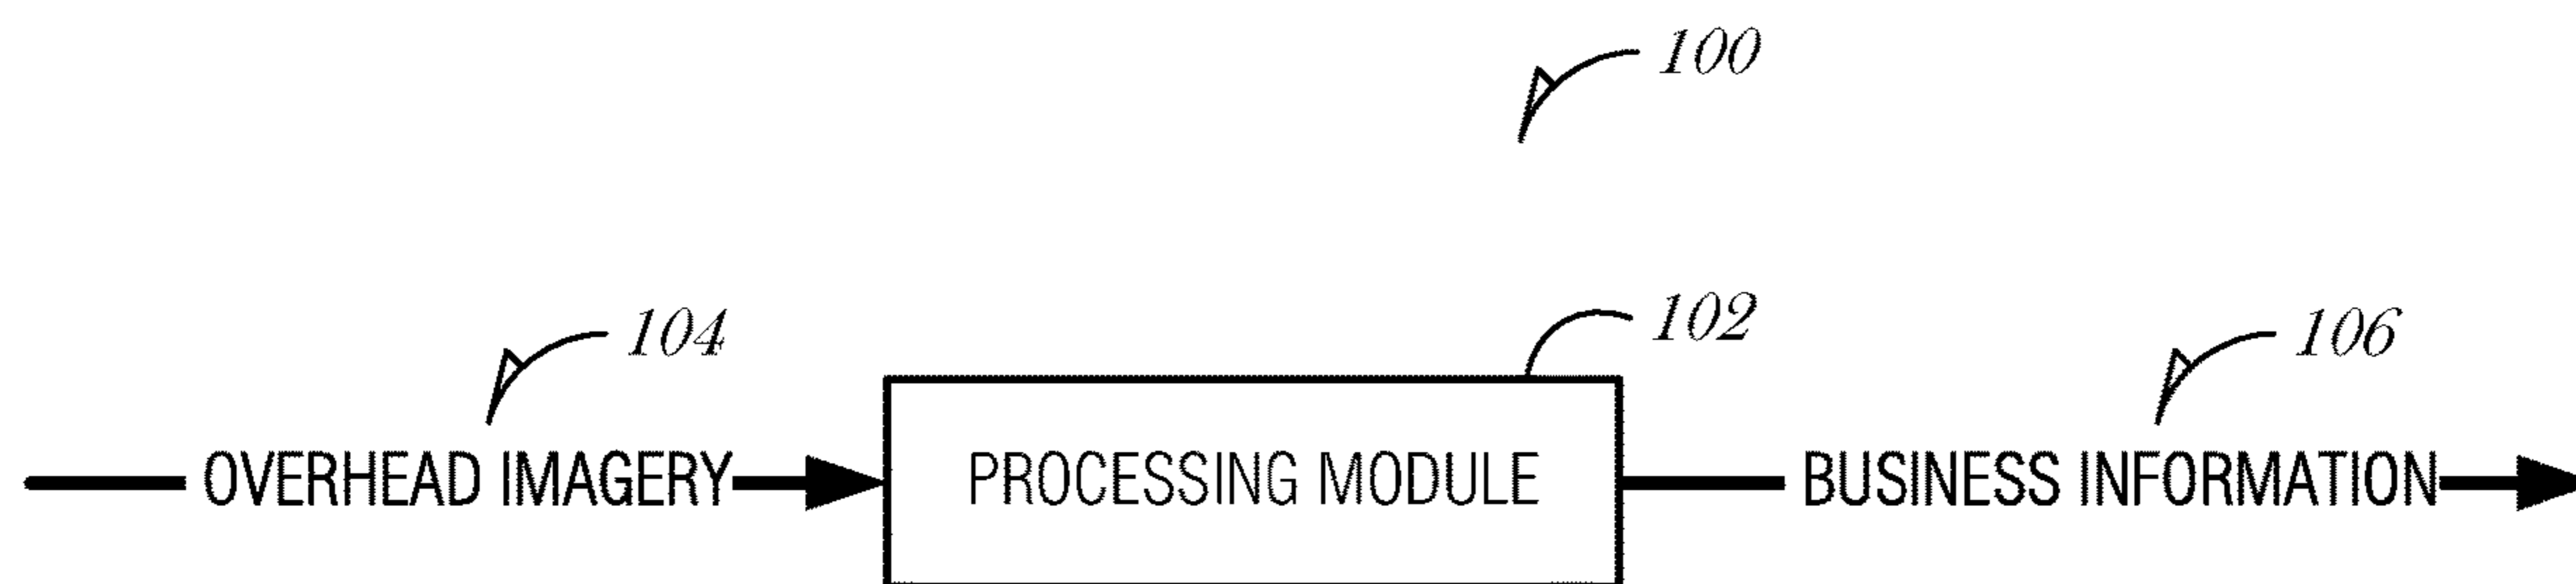 100
104
102
106
OVERHEAD IMAGERY
PROCESSING MODULE
BUSINESS INFORMATION